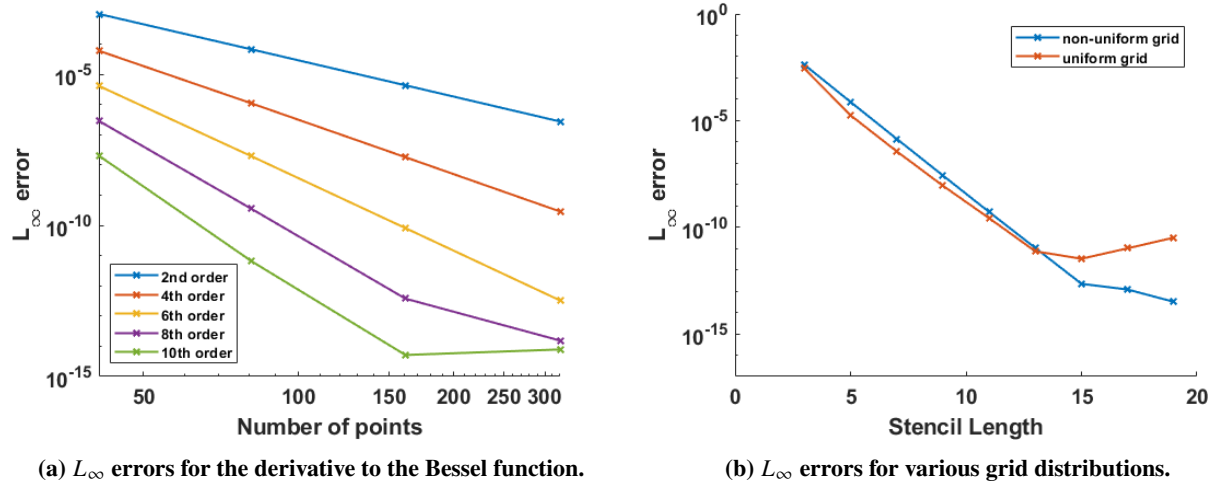 10^-5
10^-10
10^-15
L∞ error
2nd order
4th order
6th order
8th order
10th order
50
100
150
200
250
300
Number of points
(a) L∞ errors for the derivative to the Bessel function.
10^0
10^-5
10^-10
10^-15
L∞ error
non-uniform grid
uniform grid
0
5
10
15
20
Stencil Length
(b) L∞ errors for various grid distributions.